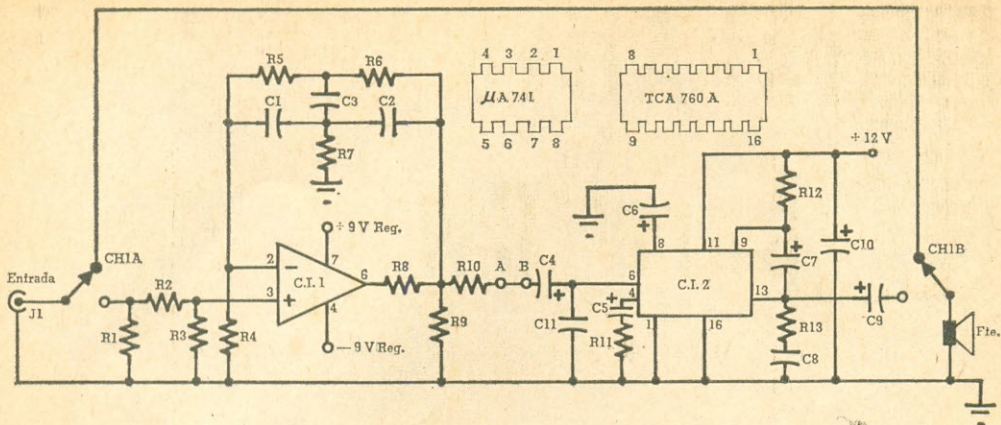 R5
R6
4 3 2 1
8 1
C1
C3
C2
µA 741
TCA 760 A
R7
5 6 7 8
9 16
÷ 12 V
R12
C6
÷ 9 V Reg.
CH1A
CH1B
8
11
9
C7
C10
Entrada
J1
7
2
−
C.I. 1
6
R8
R10
A
B
C4
6
C.I. 2
13
R2
3
+
4
+
+
+
+
+
+
C5
C9
Fte.
R1
R3
R4
4
R9
C11
R11
1
16
R13
C8
— 9 V Reg.